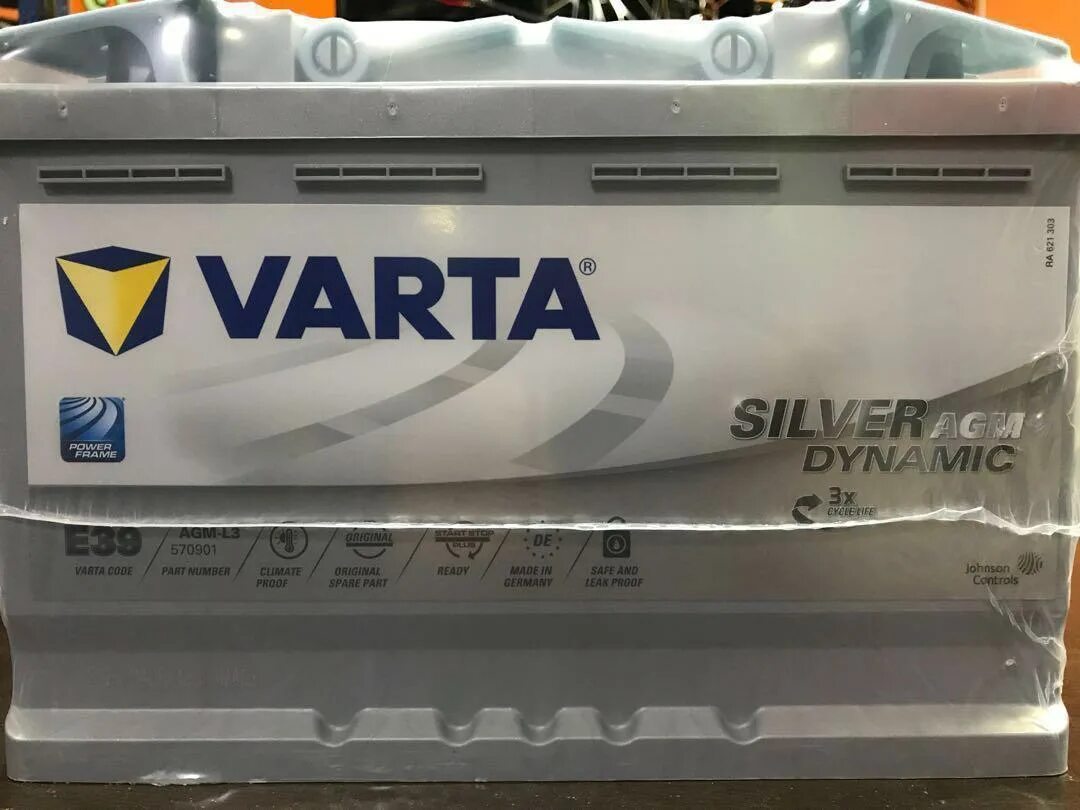 RA 621 303
VARTA®
POWER
FRAME
SILVER AGM
DYNAMIC
3x
CYCLE LIFE
E39
VARTA CODE
AGM-L3
570901
PART NUMBER
CLIMATE
PROOF
ORIGINAL
ORIGINAL
SPARE PART
START STOP
PLUS
READY
DE
MADE IN
GERMANY
SAFE AND
LEAK PROOF
Johnson
Controls